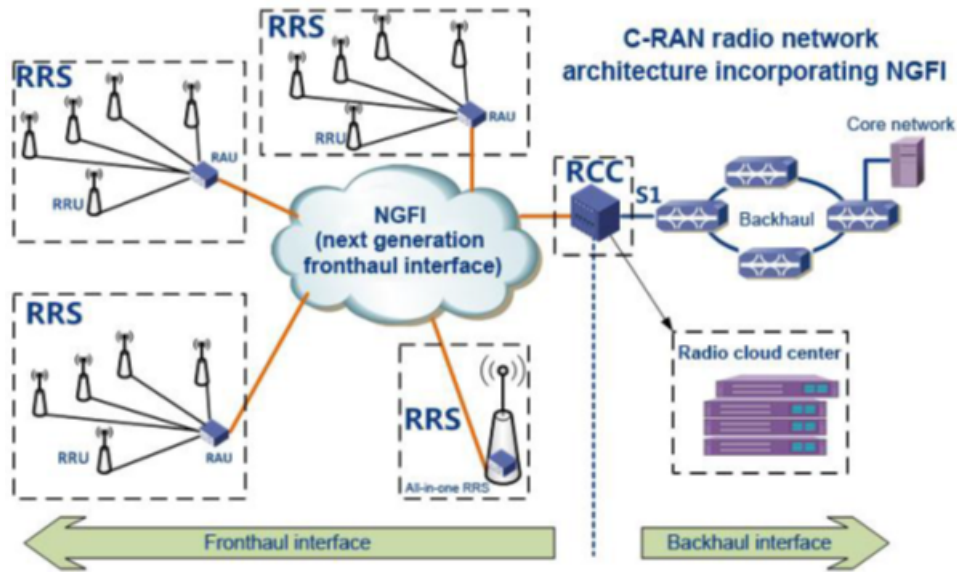 C-RAN radio network
architecture incorporating NGFI
RRS
RAU
RRU
RRS
RAU
RRU
NGFI
(next generation
fronthaul interface)
RCC
S1
Backhaul
Core network
RRS
RRU
RAU
RRS
All-in-one RRS
Radio cloud center
Fronthaul interface
Backhaul interface